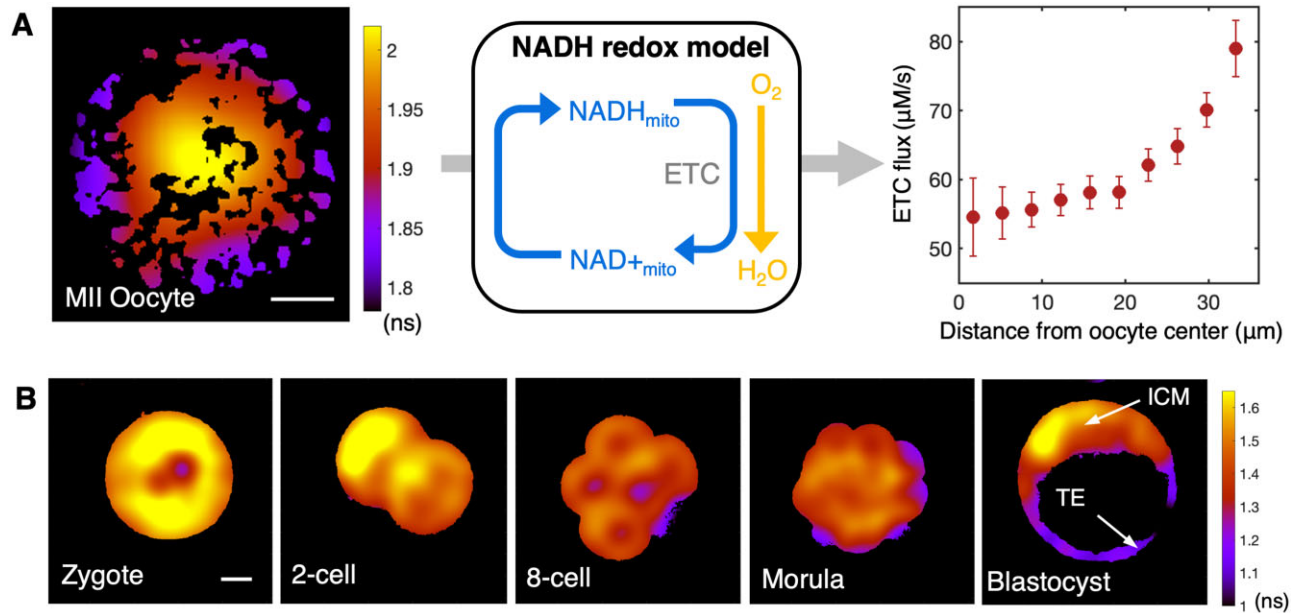 A
MII Oocyte
2
1.95
1.9
1.85
1.8
(ns)
NADH redox model
NADHmito
O2
ETC
NAD+mito
H2O
ETC flux (μM/s)
80
70
60
50
0
10
20
30
Distance from oocyte center (μm)
B
Zygote
2-cell
8-cell
Morula
Blastocyst
ICM
TE
1.6
1.5
1.4
1.3
1.2
1.1
1 (ns)